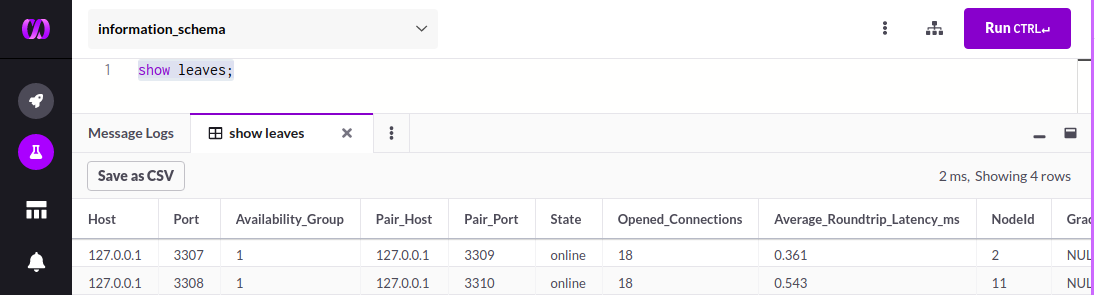 information_schema
Run CTRL↵
1 show leaves;
Message Logs show leaves
Save as CSV 2 ms, Showing 4 rows
Host Port Availability_Group Pair_Host Pair_Port State Opened_Connections Average_Roundtrip_Latency_ms NodeId Grac
127.0.0.1 3307 1 127.0.0.1 3309 online 18 0.361 2 NUL
127.0.0.1 3308 1 127.0.0.1 3310 online 18 0.543 11 NUL